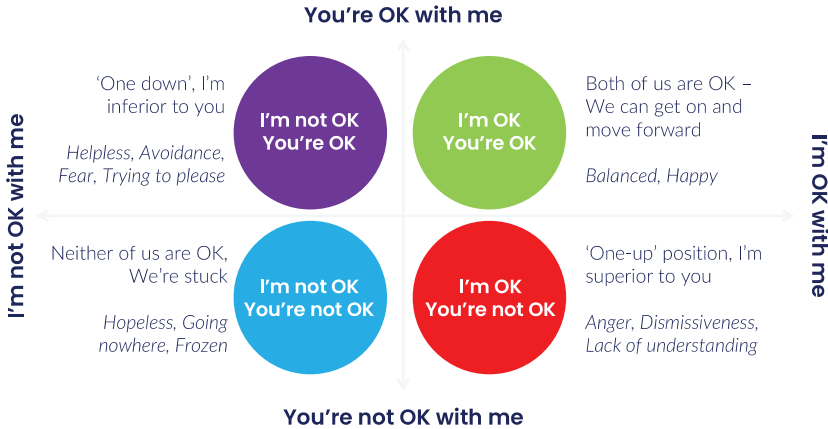 You’re OK with me
‘One down’, I’m
inferior to you
Helpless, Avoidance,
Fear, Trying to please
I’m not OK
You’re OK
I’m OK
You’re OK
Both of us are OK –
We can get on and
move forward
Balanced, Happy
I’m not OK with me
I’m OK with me
Neither of us are OK,
We’re stuck
Hopeless, Going
nowhere, Frozen
I’m not OK
You’re not OK
I’m OK
You’re not OK
‘One-up’ position, I’m
superior to you
Anger, Dismissiveness,
Lack of understanding
You’re not OK with me